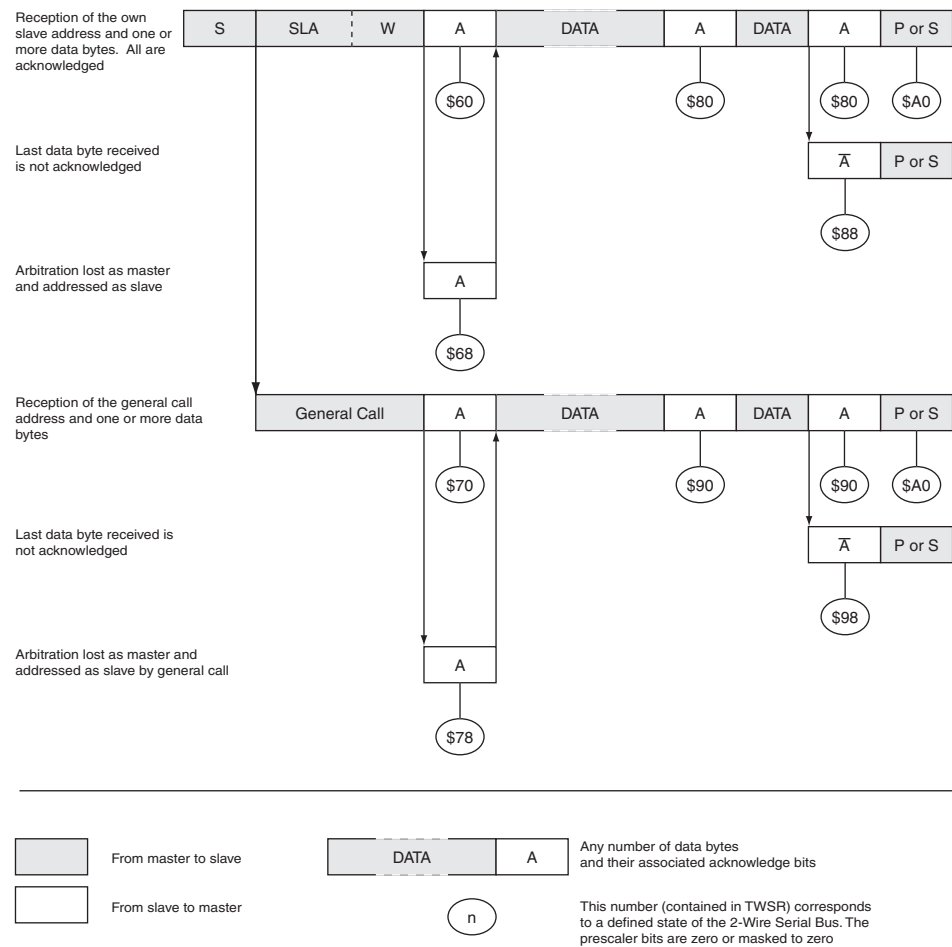 Reception of the own
slave address and one or
more data bytes. All are
acknowledged
S SLA W A DATA A DATA A P or S
$60 $80 $80 $A0
Last data byte received
is not acknowledged
A̅ P or S
$88
Arbitration lost as master
and addressed as slave
A
$68
Reception of the general call
address and one or more data
bytes
General Call A DATA A DATA A P or S
$70 $90 $90 $A0
Last data byte received is
not acknowledged
A̅ P or S
$98
Arbitration lost as master and
addressed as slave by general call
A
$78
From master to slave
DATA A
Any number of data bytes
and their associated acknowledge bits
From slave to master
n
This number (contained in TWSR) corresponds
to a defined state of the 2-Wire Serial Bus. The
prescaler bits are zero or masked to zero